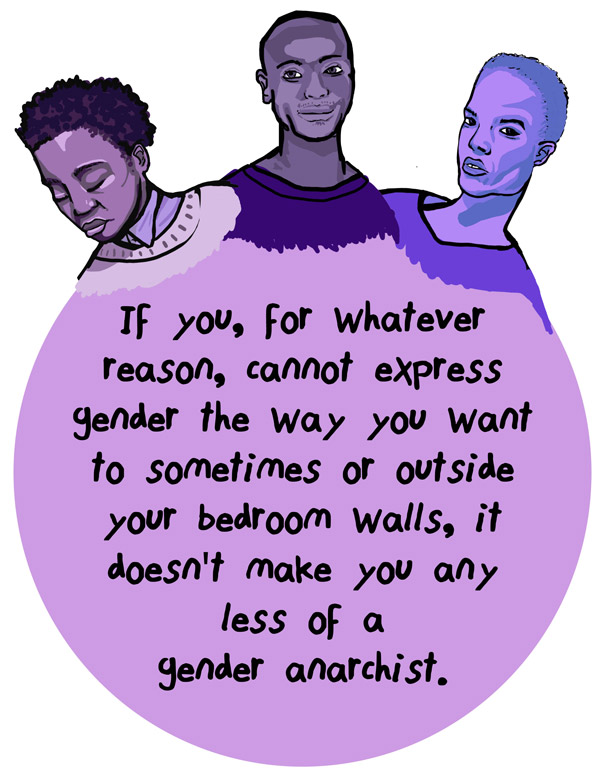 If you, for whatever
reason, cannot express
gender the way you want
to sometimes or outside
your bedroom walls, it
doesn't make you any
less of a
gender anarchist.